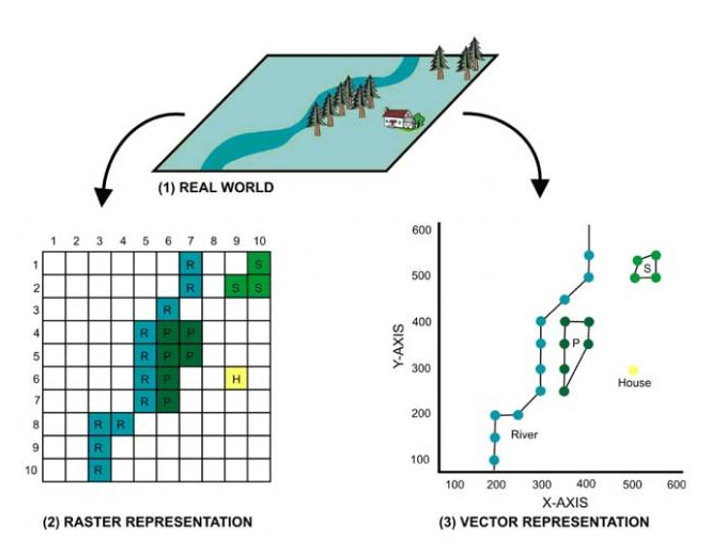 (1) REAL WORLD
1 2 3 4 5 6 7 8 9 10
1 R S
2 R S S
3 R
4 R P P
5 R P P
6 R P H
7 R P
8 R R
9 R
10 R
(2) RASTER REPRESENTATION
600
500
400
300
200
100
Y-AXIS
S
P
House
River
100 200 300 400 500 600
X-AXIS
(3) VECTOR REPRESENTATION